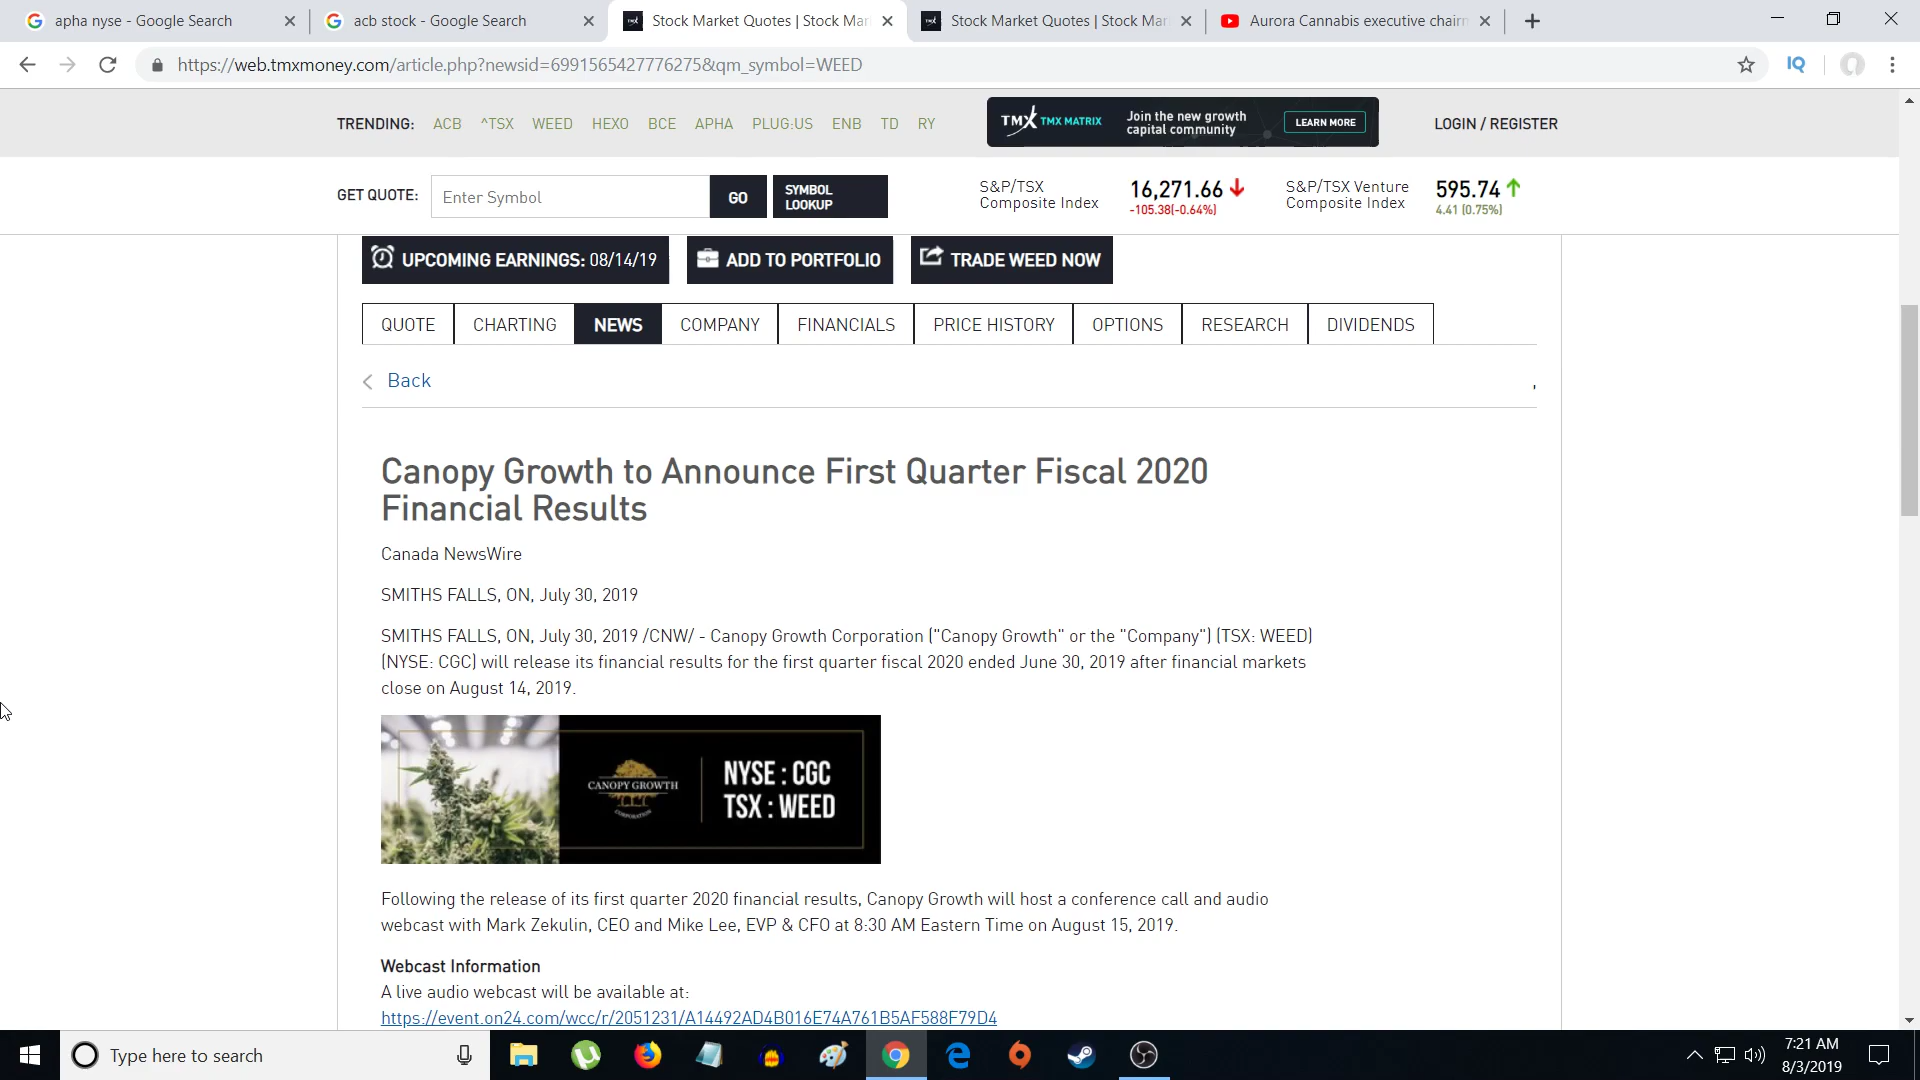 apha nyse - Google Search
acb stock - Google Search
Stock Market Quotes | Stock Mar
Stock Market Quotes | Stock Mar
Aurora Cannabis executive chairm
https://web.tmxmoney.com/article.php?newsid=6991565427776275&qm_symbol=WEED
IQ
TRENDING: ACB ^TSX WEED HEXO BCE APHA PLUG:US ENB TD RY
TMX TMX MATRIX
Join the new growth
capital community
LEARN MORE
LOGIN / REGISTER
GET QUOTE:
Enter Symbol
GO
SYMBOL
LOOKUP
S&P/TSX
Composite Index
16,271.66
-105.38(-0.64%)
S&P/TSX Venture
Composite Index
595.74
4.41 (0.75%)
UPCOMING EARNINGS: 08/14/19
ADD TO PORTFOLIO
TRADE WEED NOW
QUOTE CHARTING NEWS COMPANY FINANCIALS PRICE HISTORY OPTIONS RESEARCH DIVIDENDS
Back
,
Canopy Growth to Announce First Quarter Fiscal 2020
Financial Results
Canada NewsWire
SMITHS FALLS, ON, July 30, 2019
SMITHS FALLS, ON, July 30, 2019 /CNW/ - Canopy Growth Corporation ("Canopy Growth" or the "Company") (TSX: WEED)
(NYSE: CGC) will release its financial results for the first quarter fiscal 2020 ended June 30, 2019 after financial markets
close on August 14, 2019.
CANOPY GROWTH
CORPORATION
NYSE : CGC
TSX : WEED
Following the release of its first quarter 2020 financial results, Canopy Growth will host a conference call and audio
webcast with Mark Zekulin, CEO and Mike Lee, EVP & CFO at 8:30 AM Eastern Time on August 15, 2019.
Webcast Information
A live audio webcast will be available at:
https://event.on24.com/wcc/r/2051231/A14492AD4B016E74A761B5AF588F79D4
Type here to search
7:21 AM
8/3/2019